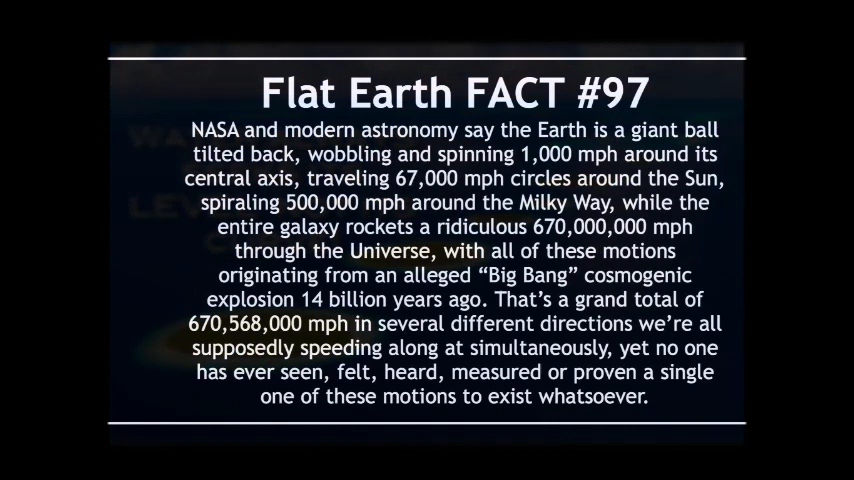 Flat Earth FACT #97
NASA and modern astronomy say the Earth is a giant ball
tilted back, wobbling and spinning 1,000 mph around its
central axis, traveling 67,000 mph circles around the Sun,
spiraling 500,000 mph around the Milky Way, while the
entire galaxy rockets a ridiculous 670,000,000 mph
through the Universe, with all of these motions
originating from an alleged “Big Bang” cosmogenic
explosion 14 billion years ago. That’s a grand total of
670,568,000 mph in several different directions we’re all
supposedly speeding along at simultaneously, yet no one
has ever seen, felt, heard, measured or proven a single
one of these motions to exist whatsoever.